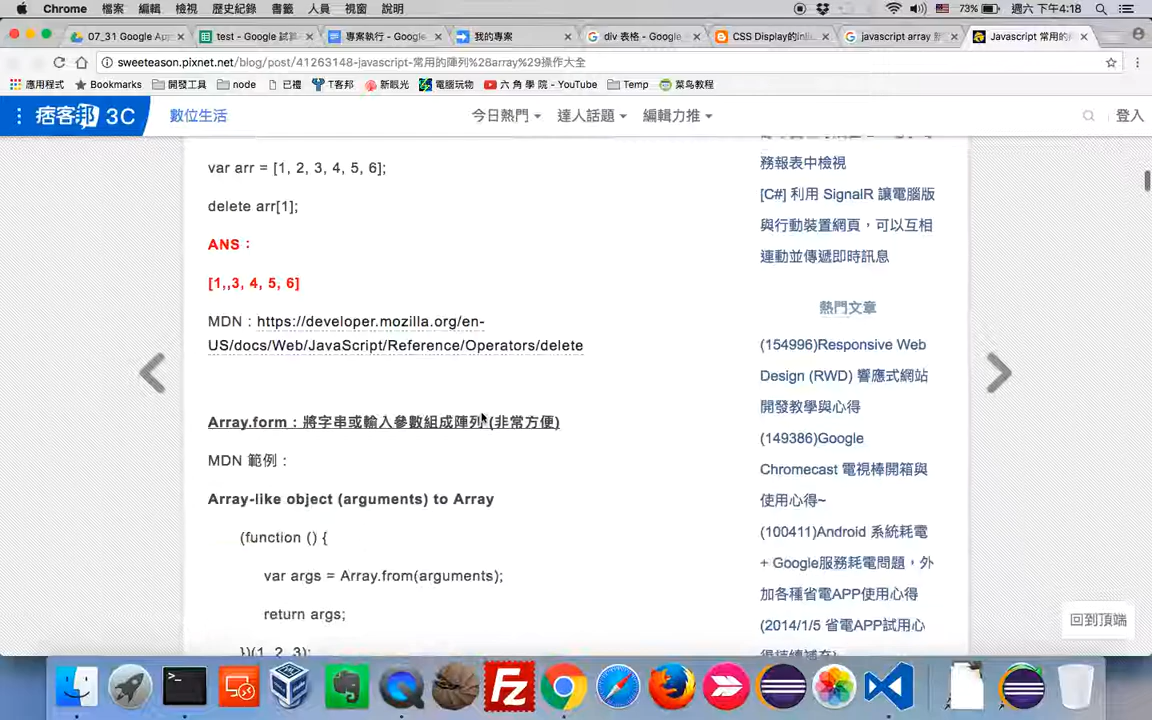 Chrome 檔案 編輯 檢視 歷史紀錄 書籤 人員 視窗 說明 73% 週六 下午4:18
07_31 Google App test - Google 試算 專案執行 - Google 我的專案 div 表格 - Google CSS Display的inli javascript array 新 Javascript 常用的
sweeteason.pixnet.net/blog/post/41263148-javascript-常用的陣列%28array%29操作大全
應用程式 Bookmarks 開發工具 node 已禮 T客邦 新眼光 電腦玩物 六 角 學 院 - YouTube Temp 菜鸟教程
痞客邦 3C 數位生活 今日熱門 達人話題 編輯力推 登入
var arr = [1, 2, 3, 4, 5, 6];
delete arr[1];
ANS：
[1,,3, 4, 5, 6]
MDN : https://developer.mozilla.org/en-
US/docs/Web/JavaScript/Reference/Operators/delete
Array.form：將字串或輸入參數組成陣列 (非常方便)
MDN 範例：
Array-like object (arguments) to Array
(function () {
var args = Array.from(arguments);
return args;
})(1, 2, 3);
務報表中檢視
[C#] 利用 SignalR 讓電腦版
與行動裝置網頁，可以互相
運動並傳遞即時訊息
熱門文章
(154996)Responsive Web
Design (RWD) 響應式網站
開發教學與心得
(149386)Google
Chromecast 電視棒開箱與
使用心得~
(100411)Android 系統耗電
+ Google服務耗電問題，外
加各種省電APP使用心得
(2014/1/5 省電APP試用心
回到頂端